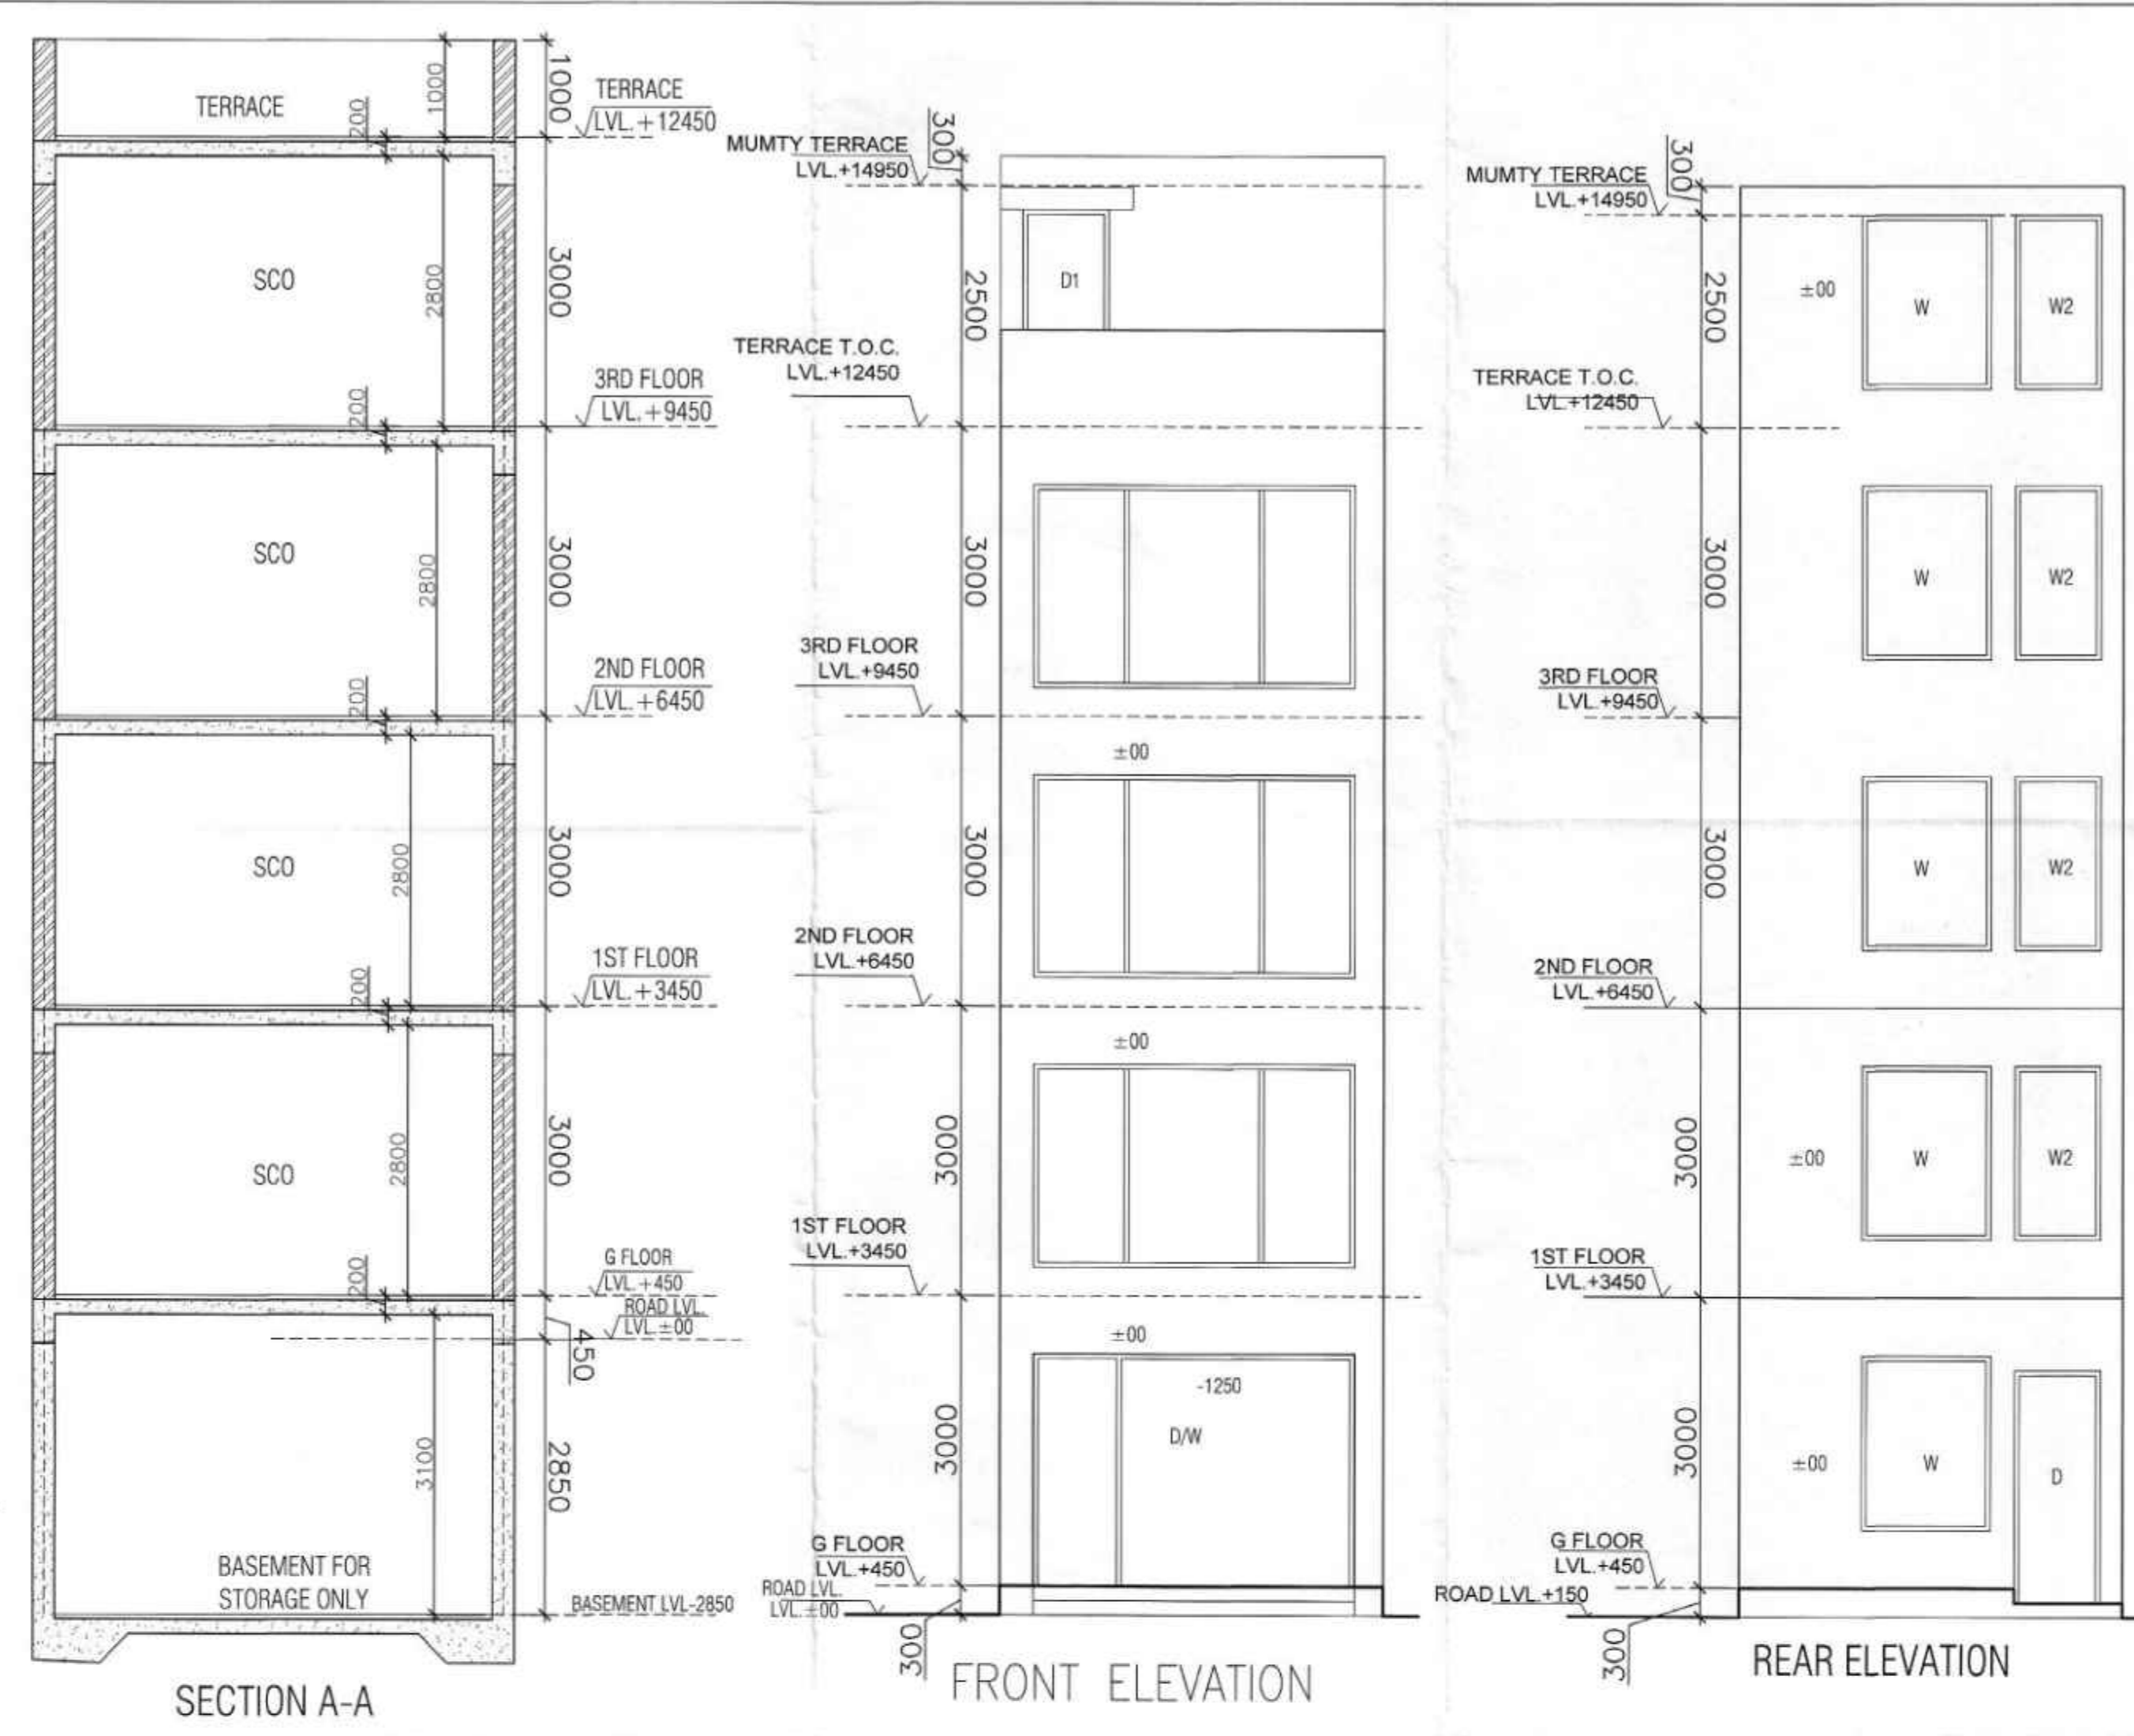 TERRACE
1000
200
1000
TERRACE
LVL.+12450
SCO
2800
3000
200
3RD FLOOR
LVL.+9450
SCO
2800
3000
200
2ND FLOOR
LVL.+6450
SCO
2800
3000
200
1ST FLOOR
LVL.+3450
SCO
2800
3000
200
G FLOOR
LVL.+450
ROAD LVL.
LVL.±00
450
3100
2850
BASEMENT FOR
STORAGE ONLY
BASEMENT LVL-2850
SECTION A-A
300
MUMTY TERRACE
LVL.+14950
2500
D1
TERRACE T.O.C.
LVL.+12450
3000
3RD FLOOR
LVL.+9450
±00
3000
2ND FLOOR
LVL.+6450
±00
3000
1ST FLOOR
LVL.+3450
±00
-1250
D/W
3000
G FLOOR
LVL.+450
ROAD LVL.
LVL.±00
300
FRONT ELEVATION
300
MUMTY TERRACE
LVL.+14950
2500
±00
W
W2
TERRACE T.O.C.
LVL.+12450
3000
W
W2
3RD FLOOR
LVL.+9450
3000
W
W2
2ND FLOOR
LVL.+6450
3000
±00
W
W2
1ST FLOOR
LVL.+3450
3000
±00
W
D
G FLOOR
LVL.+450
ROAD LVL.+150
300
REAR ELEVATION